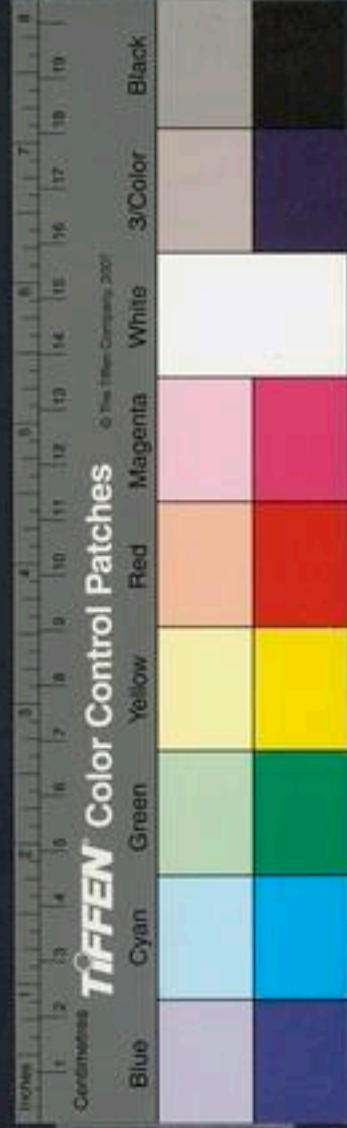 Inches 1 2 3 4 5 6 7 8
Centimetres 1 2 3 4 5 6 7 8 9 10 11 12 13 14 15 16 17 18 19
TIFFEN Color Control Patches © The Tiffen Company, 2007
Blue Cyan Green Yellow Red Magenta White 3/Color Black